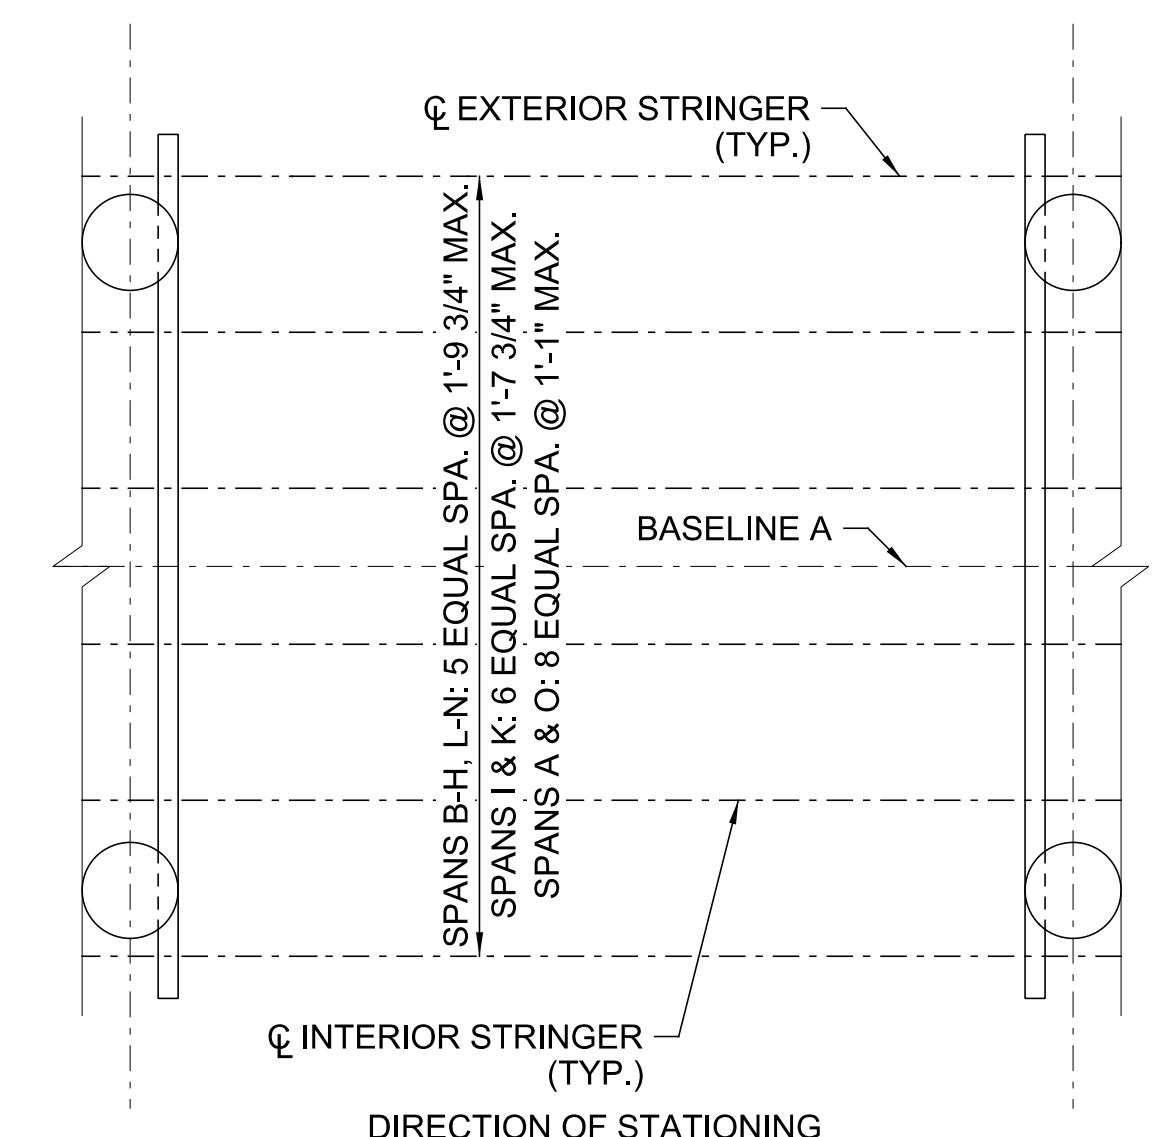 ℄ EXTERIOR STRINGER
(TYP.)
SPANS B-H, L-N: 5 EQUAL SPA. @ 1'-9 3/4" MAX.
SPANS I & K: 6 EQUAL SPA. @ 1'-7 3/4" MAX.
SPANS A & O: 8 EQUAL SPA. @ 1'-1" MAX.
BASELINE A
℄ INTERIOR STRINGER
(TYP.)
DIRECTION OF STATIONING